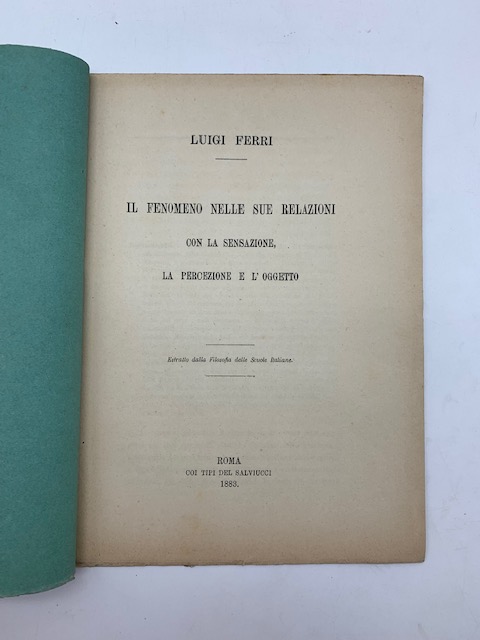 LUIGI FERRI
IL FENOMENO NELLE SUE RELAZIONI
CON LA SENSAZIONE,
LA PERCEZIONE E L' OGGETTO
Estratto dalla Filosofia delle Scuole Italiane.
ROMA
COI TIPI DEL SALVIUCCI
1883.